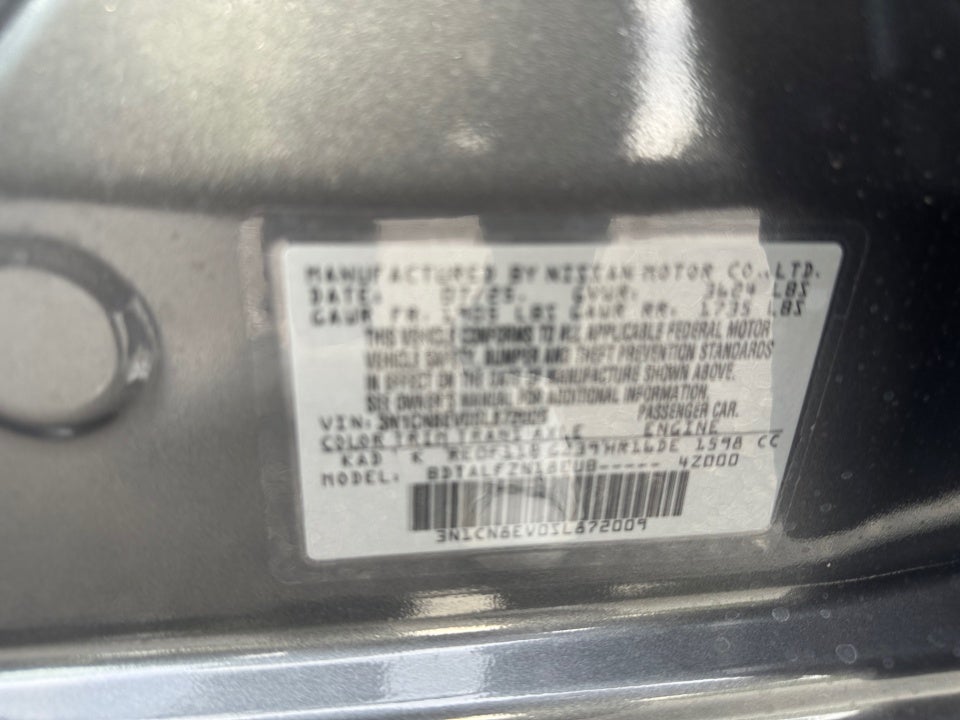 MANUFACTURED BY NISSAN MOTOR CO.,LTD.
DATE: 07/25. GVWR. 3624 LBS
GAWR FR. LBS GAWR RR. 1735 LBS
THIS VEHICLE CONFORMS TO ALL APPLICABLE FEDERAL MOTOR
VEHICLE SAFETY, BUMPER AND THEFT PREVENTION STANDARDS
IN EFFECT ON THE DATE OF MANUFACTURE SHOWN ABOVE.
SEE OWNER'S MANUAL FOR ADDITIONAL INFORMATION.
VIN: PASSENGER CAR.
COLOR TRIM TRANS AXLE ENGINE
KAD K HR16DE 1598 CC
MODEL: 4Z000
3N1CN8EV0SL872009